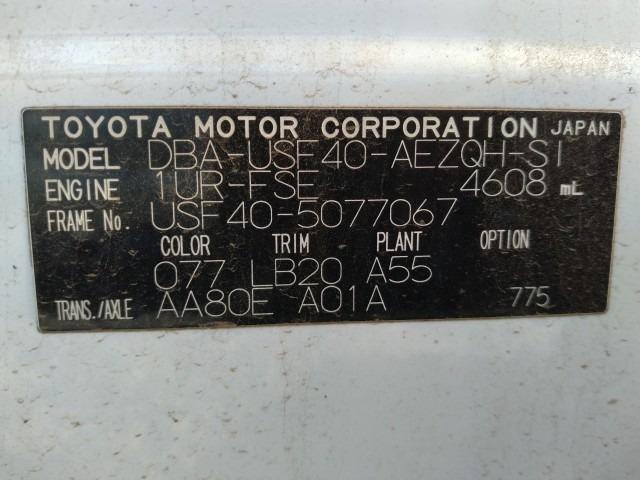 TOYOTA MOTOR CORPORATION JAPAN
MODEL DBA-USF40-AEZQH-SI
ENGINE 1UR-FSE 4608 mL
FRAME No. USF40-5077067
COLOR TRIM PLANT OPTION
077 LB20 A55
TRANS./AXLE AA80E A01A 775